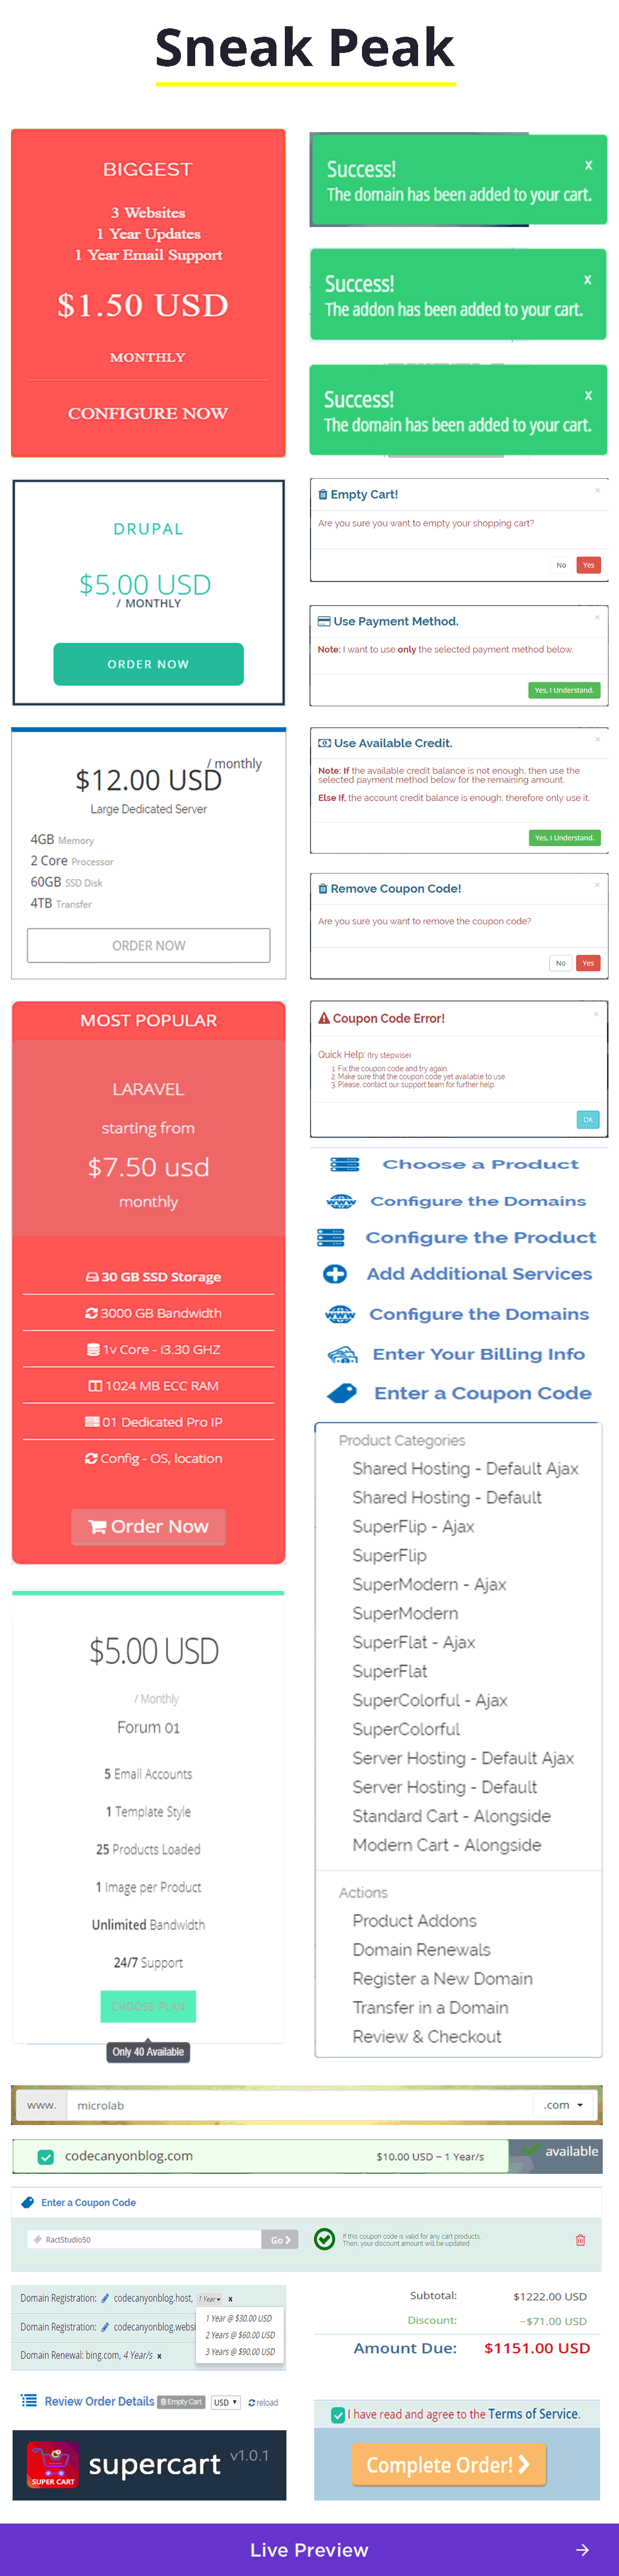 Sneak Peak
BIGGEST
3 Websites
1 Year Updates
1 Year Email Support
$1.50 USD
MONTHLY
CONFIGURE NOW
DRUPAL
$5.00 USD
/ MONTHLY
ORDER NOW
/ monthly
$12.00 USD
Large Dedicated Server
4GB Memory
2 Core Processor
60GB SSD Disk
4TB Transfer
ORDER NOW
MOST POPULAR
LARAVEL
starting from
$7.50 usd
monthly
30 GB SSD Storage
3000 GB Bandwidth
1v Core - i3.30 GHZ
1024 MB ECC RAM
01 Dedicated Pro IP
Config - OS, location
Order Now
$5.00 USD
/ Monthly
Forum 01
5 Email Accounts
1 Template Style
25 Products Loaded
1 Image per Product
Unlimited Bandwidth
24/7 Support
CHOOSE PLAN
Only 40 Available
Success! x
The domain has been added to your cart.
Success! x
The addon has been added to your cart.
Success! x
The domain has been added to your cart.
Empty Cart! ×
Are you sure you want to empty your shopping cart?
No Yes
Use Payment Method. ×
Note: I want to use only the selected payment method below.
Yes, I Understand.
Use Available Credit. ×
Note: If the available credit balance is not enough, then use the
selected payment method below for the remaining amount.
Else If, the account credit balance is enough, therefore only use it.
Yes, I Understand.
Remove Coupon Code! ×
Are you sure you want to remove the coupon code?
No Yes
Coupon Code Error! ×
Quick Help: (try stepwise)
1. Fix the coupon code and try again
2. Make sure that the coupon code yet available to use
3. Please, contact our support team for further help
OK
Choose a Product
www Configure the Domains
Configure the Product
Add Additional Services
www Configure the Domains
Enter Your Billing Info
Enter a Coupon Code
Product Categories
Shared Hosting - Default Ajax
Shared Hosting - Default
SuperFlip - Ajax
SuperFlip
SuperModern - Ajax
SuperModern
SuperFlat - Ajax
SuperFlat
SuperColorful - Ajax
SuperColorful
Server Hosting - Default Ajax
Server Hosting - Default
Standard Cart - Alongside
Modern Cart - Alongside
Actions
Product Addons
Domain Renewals
Register a New Domain
Transfer in a Domain
Review & Checkout
www. microlab .com
codecanyonblog.com $10.00 USD - 1 Year/s available
Enter a Coupon Code
RactStudio50 Go
If this coupon code is valid for any cart products,
Then, your discount amount will be updated
Domain Registration: codecanyonblog.host, 1 Year x
1 Year @ $30.00 USD
Domain Registration: codecanyonblog.websi
2 Years @ $60.00 USD
3 Years @ $90.00 USD
Domain Renewal: bing.com, 4 Year/s x
Subtotal: $1222.00 USD
Discount: -$71.00 USD
Amount Due: $1151.00 USD
Review Order Details Empty Cart USD reload
I have read and agree to the Terms of Service.
SUPER CART
supercart v1.0.1
Complete Order!
Live Preview